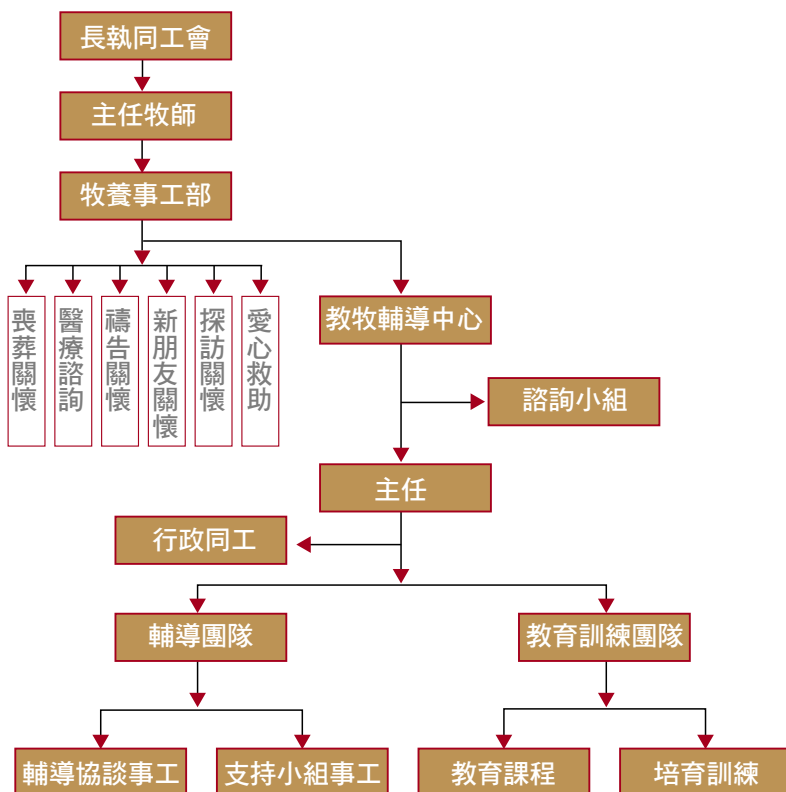 長執同工會
主任牧師
牧養事工部
喪葬關懷
醫療諮詢
禱告關懷
新朋友關懷
探訪關懷
愛心救助
教牧輔導中心
諮詢小組
主任
行政同工
輔導團隊
教育訓練團隊
輔導協談事工
支持小組事工
教育課程
培育訓練